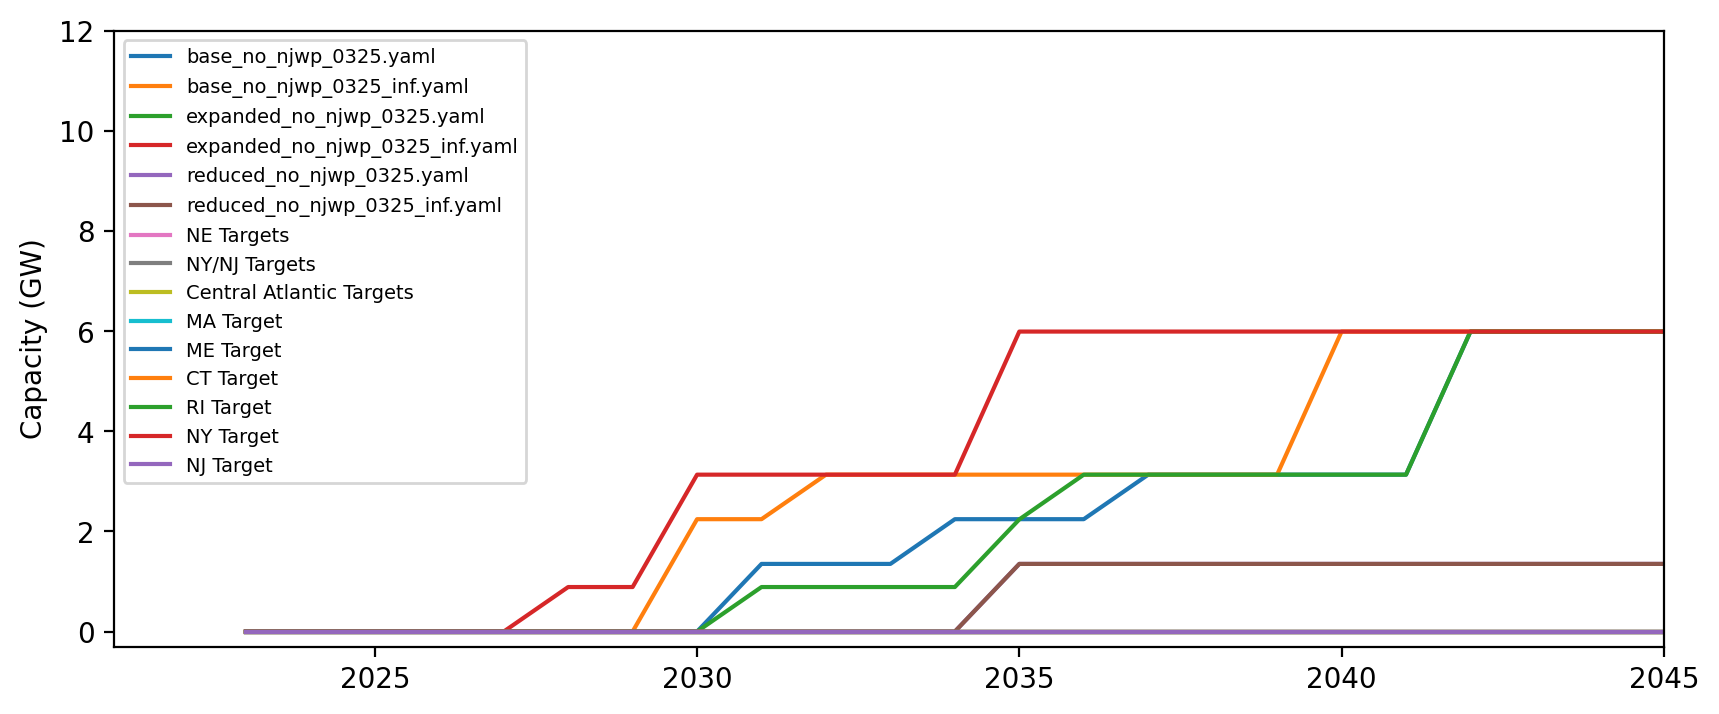 12
10
8
6
4
2
0
Capacity (GW)
base_no_njwp_0325.yaml
base_no_njwp_0325_inf.yaml
expanded_no_njwp_0325.yaml
expanded_no_njwp_0325_inf.yaml
reduced_no_njwp_0325.yaml
reduced_no_njwp_0325_inf.yaml
NE Targets
NY/NJ Targets
Central Atlantic Targets
MA Target
ME Target
CT Target
RI Target
NY Target
NJ Target
2025
2030
2035
2040
2045